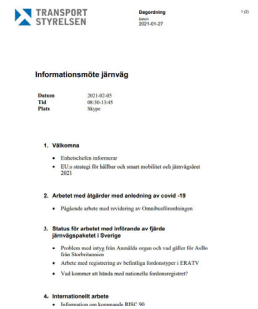 TRANSPORT
STYRELSEN
Dagordning
1 (2)
Datum
2021-01-27
Informationsmöte järnväg
Datum 2021-02-05
Tid 08:30-13:45
Plats Skype
1. Välkomna
• Enhetschefen informerar
• EU:s strategi för hållbar och smart mobilitet och järnvägsåret
2021
2. Arbetet med åtgärder med anledning av covid -19
• Pågående arbete med revidering av Omnibusförordningen
3. Status för arbetet med införande av fjärde
järnvägspaketet i Sverige
• Problem med intyg från Anmälda organ och vad gäller för AsBo
från Storbritannien
• Arbete med registrering av befintliga fordonstyper i ERATV
• Vad kommer att hända med nationella fordonsregistret?
4. Internationellt arbete
• Information om kommande RISC 90